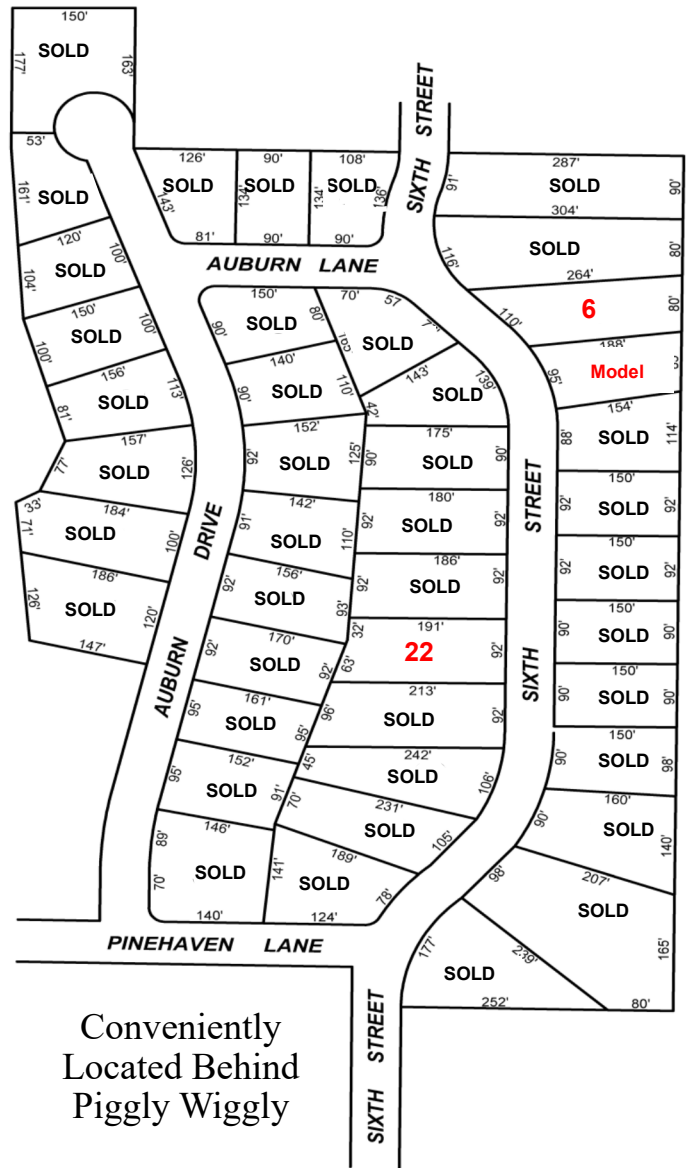 150'
SOLD
177'
163'
53'
161'
SOLD
120'
100'
104'
SOLD
150'
100'
SOLD
100'
156'
113'
SOLD
81'
157'
77'
SOLD
126'
33'
184'
71'
SOLD
100'
186'
126'
SOLD
120'
147'
126'
SOLD
143'
81'
90'
SOLD
134'
90'
108'
SOLD
134'
136'
90'
SIXTH STREET
AUBURN LANE
287'
91'
SOLD
90'
304'
SOLD
80'
116'
264'
6
80'
110'
188'
Model
95'
154'
88'
SOLD
114'
150'
92'
SOLD
92'
150'
92'
SOLD
92'
150'
90'
SOLD
90'
150'
90'
SOLD
90'
150'
90'
SOLD
98'
160'
90'
SOLD
140'
207'
98'
SOLD
165'
239'
177'
SOLD
252'
80'
150'
90'
SOLD
80'
140'
90'
SOLD
110'
152'
92'
SOLD
125'
142'
91'
SOLD
110'
156'
92'
SOLD
93'
170'
92'
SOLD
92'
161'
95'
SOLD
95'
152'
95'
SOLD
91'
146'
89'
70'
SOLD
141'
140'
70'
57
SOLD
143'
139'
SOLD
42'
175'
90'
SOLD
90'
180'
92'
SOLD
92'
186'
92'
SOLD
92'
191'
32'
22
92'
63'
213'
96'
SOLD
92'
242'
45'
SOLD
106'
231'
70'
SOLD
105'
189'
SOLD
78'
124'
AUBURN DRIVE
SIXTH STREET
PINEHAVEN LANE
SIXTH STREET
Conveniently
Located Behind
Piggly Wiggly